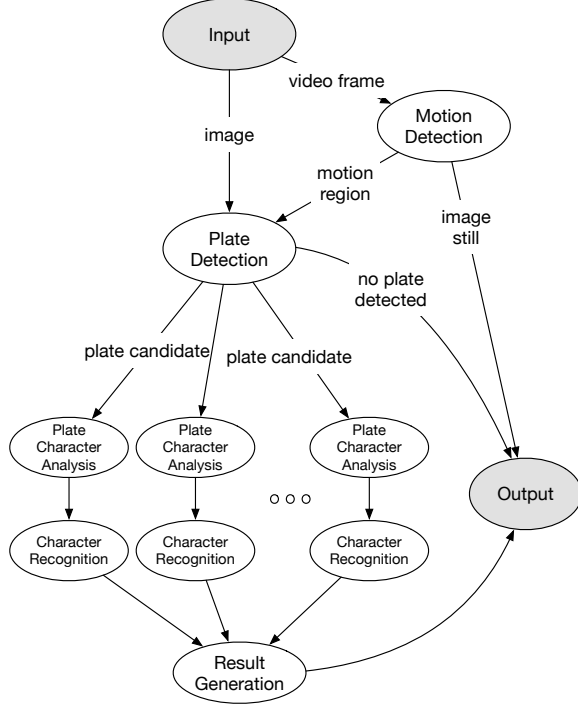 Input
video frame
Motion
Detection
image
motion
region
image
still
Plate
Detection
no plate
detected
plate candidate
plate candidate
Plate
Character
Analysis
Plate
Character
Analysis
Plate
Character
Analysis
Output
Character
Recognition
Character
Recognition
Character
Recognition
Result
Generation